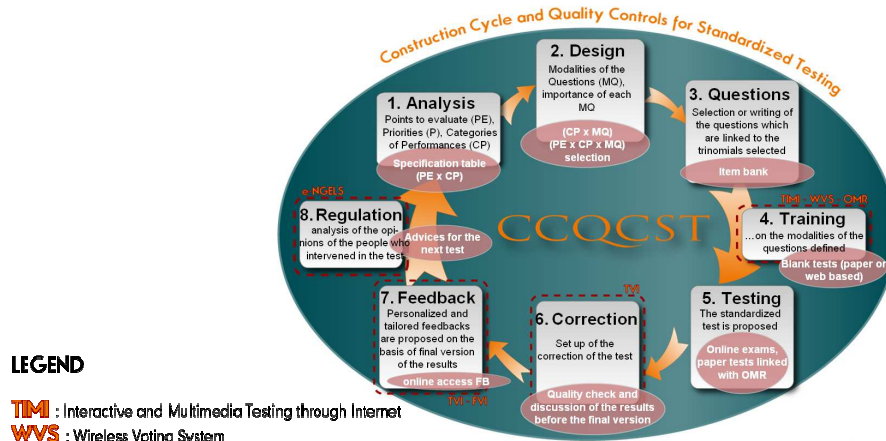 Construction Cycle and Quality Controls for Standardized Testing
1. Analysis
Points to evaluate (PE),
Priorities (P), Categories
of Performances (CP)
Specification table
(PE x CP)
2. Design
Modalities of the
Questions (MQ),
importance of each
MQ
(CP x MQ)
(PE x CP x MQ)
selection
3. Questions
Selection or writing of
the questions which
are linked to the
trinomials selected
Item bank
TIMI - WVS - OMR
4. Training
...on the modalities of the
questions defined
Blank tests (paper or
web based)
5. Testing
The standardized
test is proposed
Online exams,
paper tests linked
with OMR
TVI
6. Correction
Set up of the
correction of the test
Quality check and
discussion of the results
before the final version
7. Feedback
Personalized and
tailored feedbacks
are proposed on the
basis of final version
of the results
online access FB
TVI - FVI
e-NGELS
8. Regulation
analysis of the opi-
nions of the people who
intervened in the test
Advices for the
next test
CCQCST
LEGEND
TIMI : Interactive and Multimedia Testing through Internet
WVS : Wireless Voting System